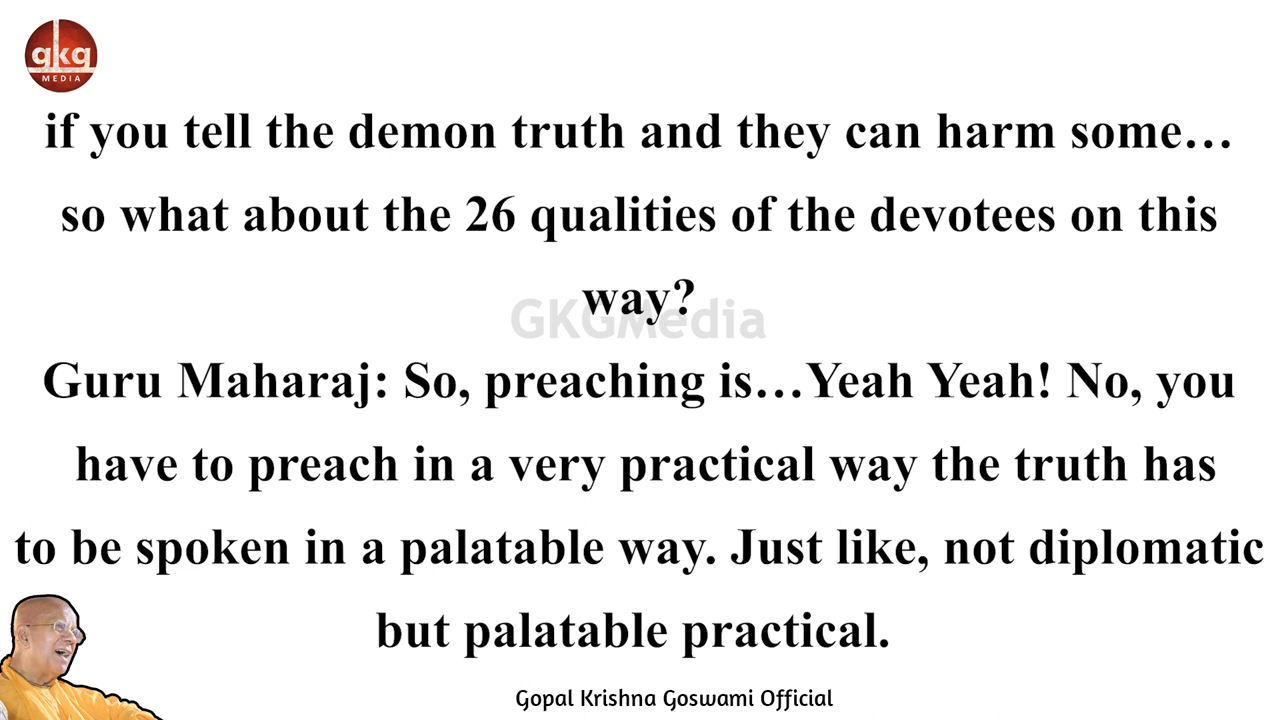 gkg
MEDIA
if you tell the demon truth and they can harm some…
so what about the 26 qualities of the devotees on this
way?
GKGMedia
Guru Maharaj: So, preaching is…Yeah Yeah! No, you
have to preach in a very practical way the truth has
to be spoken in a palatable way. Just like, not diplomatic
but palatable practical.
Gopal Krishna Goswami Official